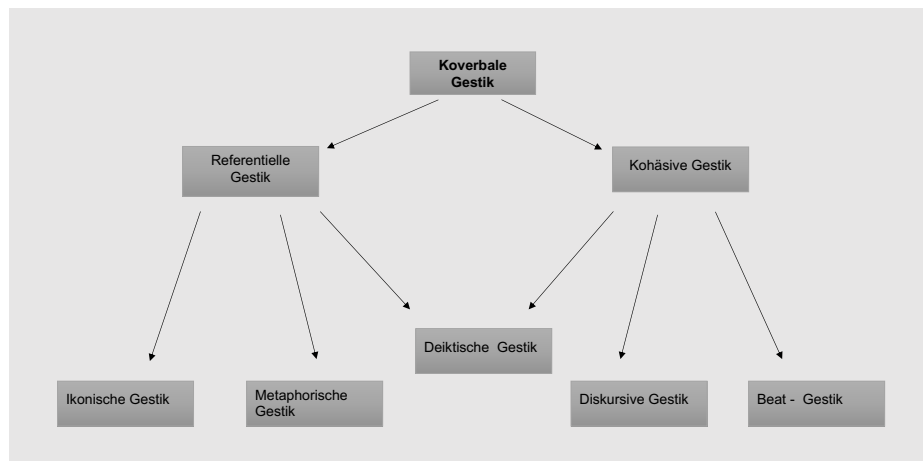 Koverbale
Gestik
Referentielle
Gestik
Kohäsive Gestik
Deiktische Gestik
Ikonische Gestik
Metaphorische
Gestik
Diskursive Gestik
Beat - Gestik